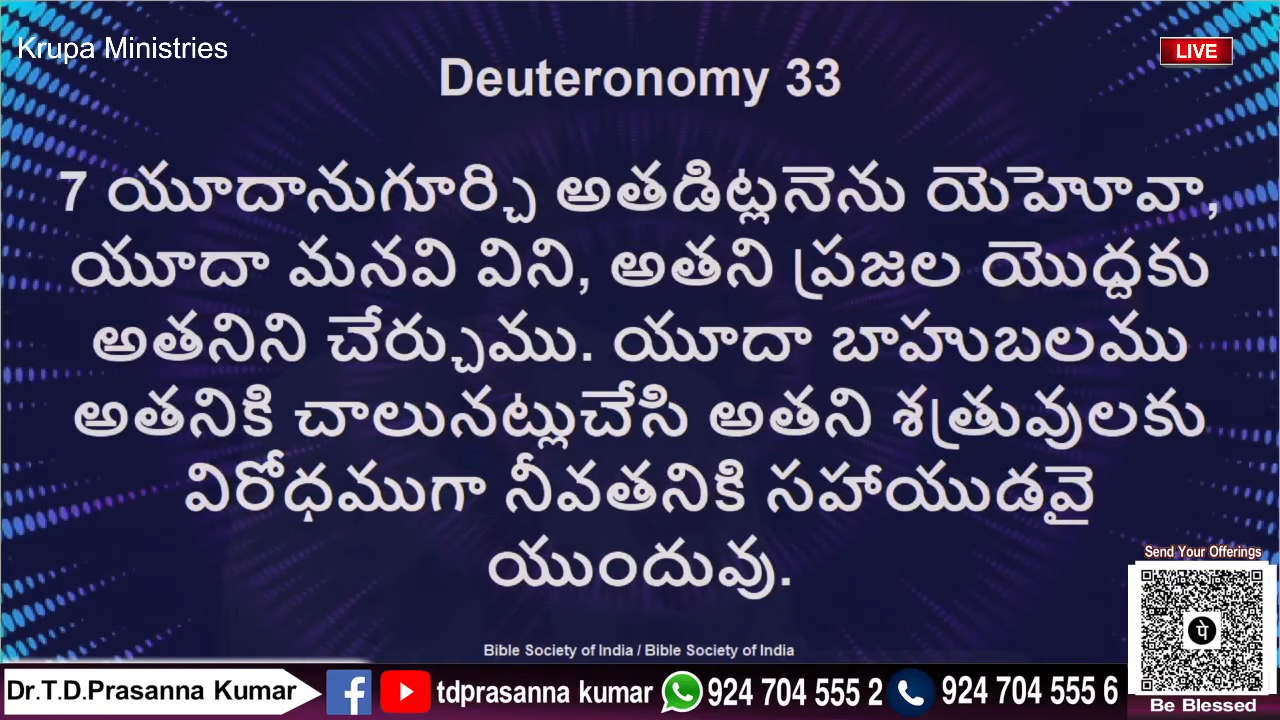 Krupa Ministries
LIVE
Deuteronomy 33
7 యూదానుగూర్చి అతడిట్లనెను యెహోవా,
యూదా మనవి విని, అతని ప్రజల యొద్దకు
అతనిని చేర్చుము. యూదా బాహుబలము
అతనికి చాలునట్లుచేసి అతని శత్రువులకు
విరోధముగా నీవతనికి సహాయుడవై
యుందువు.
Send Your Offerings
पे
Bible Society of India / Bible Society of India
Dr.T.D.Prasanna Kumar tdprasanna kumar 924 704 555 2 924 704 555 6
Be Blessed